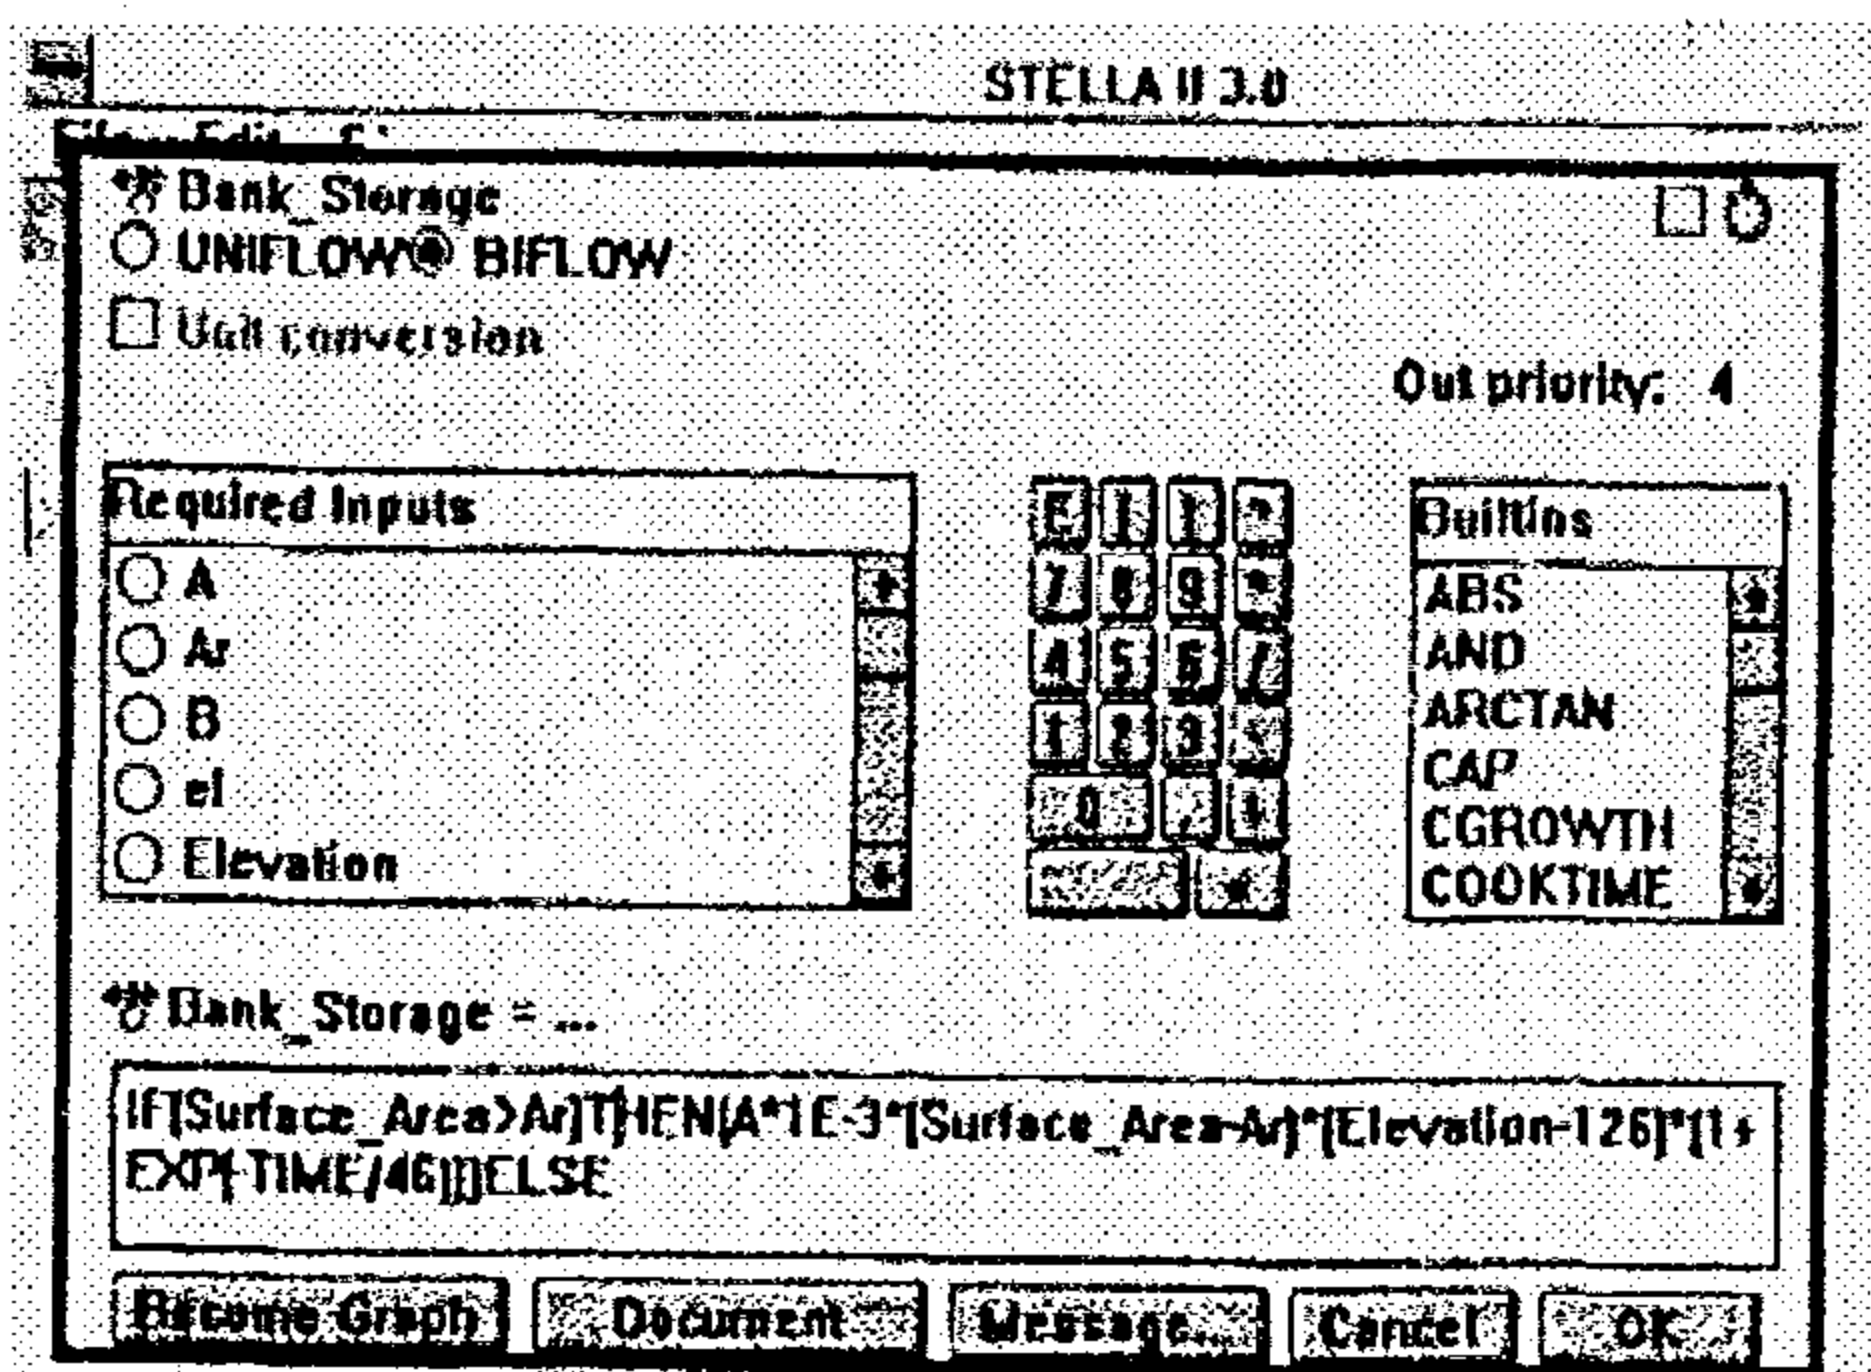 STELLA II 3.0
File Edit
Bank_Storage
UNIFLOW BIFLOW
Unit conversion
Out priority: 4
Required Inputs
A
Ar
B
el
Elevation
E ( ) ^
7 8 9 *
4 5 6 /
1 2 3 -
0 . +
Builtins
ABS
AND
ARCTAN
CAP
CGROWTH
COOKTIME
Bank_Storage = ...
IF(Surface_Area>Ar)THEN(A*1E-3*(Surface_Area-Ar)*(Elevation-126)*(1+
EXP(-TIME/46)))ELSE
Become Graph Document Message... Cancel OK